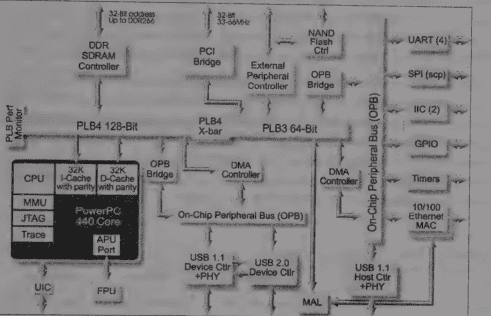 32-Bit address
Up to DDR266
32-Bit
33-66MHz
DDR
SDRAM
Controller
PCI
Bridge
External
Peripheral
Controller
NAND
Flash
Ctrl
OPB
Bridge
UART (4)
SPI (scp)
IIC (2)
GPIO
Timers
10/100
Ethernet
MAC
On-Chip Peripheral Bus (OPB)
PLB Perf
Monitor
PLB4 128-Bit
PLB4
X-bar
PLB3 64-Bit
CPU
MMU
JTAG
Trace
32K
I-Cache
with parity
32K
D-Cache
with parity
PowerPC
440 Core
APU
Port
OPB
Bridge
DMA
Controller
DMA
Controller
On-Chip Peripheral Bus (OPB)
UIC
FPU
USB 1.1
Device Ctlr
+PHY
USB 2.0
Device Ctlr
MAL
USB 1.1
Host Ctlr
+PHY